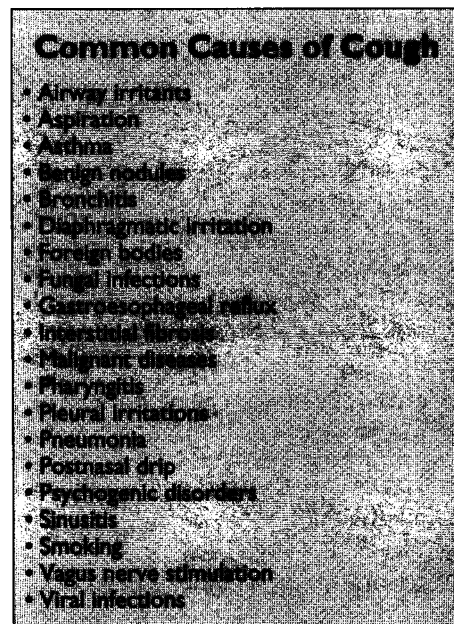 Common Causes of Cough
• Airway irritants
• Aspiration
• Asthma
• Benign nodules
• Bronchitis
• Diaphragmatic irritation
• Foreign bodies
• Fungal infections
• Gastroesophageal reflux
• Interstitial fibrosis
• Malignant diseases
• Pharyngitis
• Pleural irritations
• Pneumonia
• Postnasal drip
• Psychogenic disorders
• Sinusitis
• Smoking
• Vagus nerve stimulation
• Viral infections